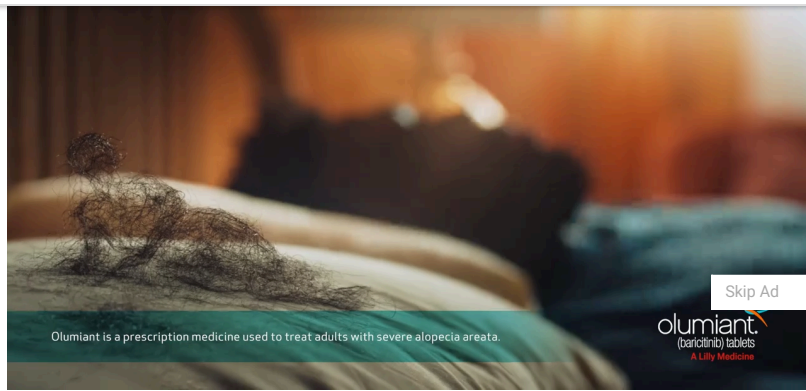 Skip Ad
Olumiant is a prescription medicine used to treat adults with severe alopecia areata.
olumiant.
(baricitinib) tablets
A Lilly Medicine